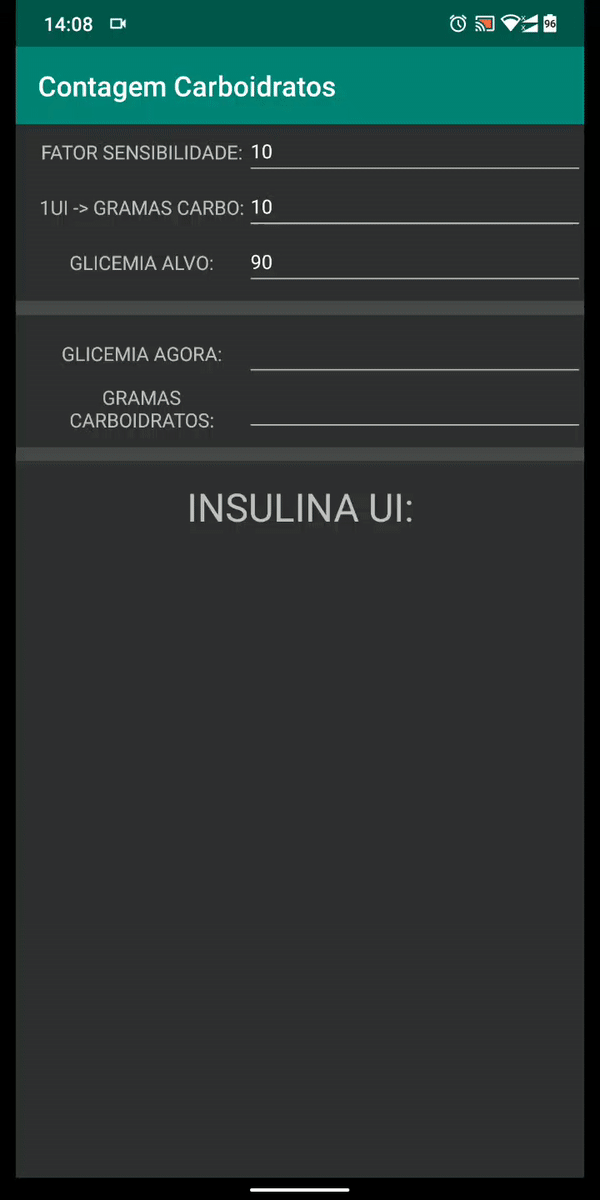 14:08
96
Contagem Carboidratos
FATOR SENSIBILIDADE: 10
1UI -> GRAMAS CARBO: 10
GLICEMIA ALVO: 90
GLICEMIA AGORA:
GRAMAS
CARBOIDRATOS:
INSULINA UI: